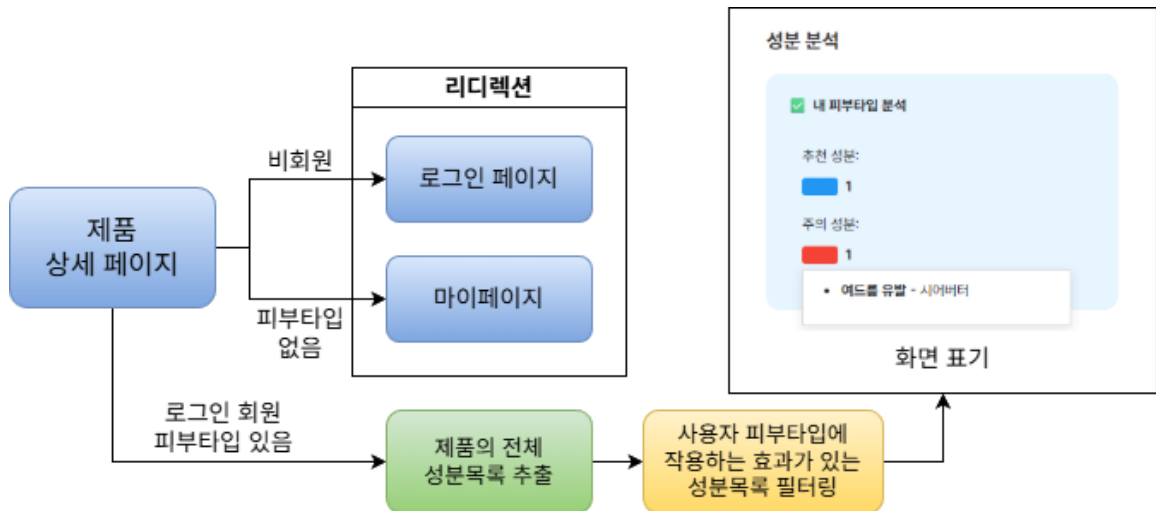 성분 분석
내 피부타입 분석
추천 성분:
1
주의 성분:
1
여드름 유발 - 시어버터
화면 표기
리디렉션
비회원
로그인 페이지
제품
상세 페이지
마이페이지
피부타입
없음
로그인 회원
피부타입 있음
제품의 전체
성분목록 추출
사용자 피부타입에
작용하는 효과가 있는
성분목록 필터링